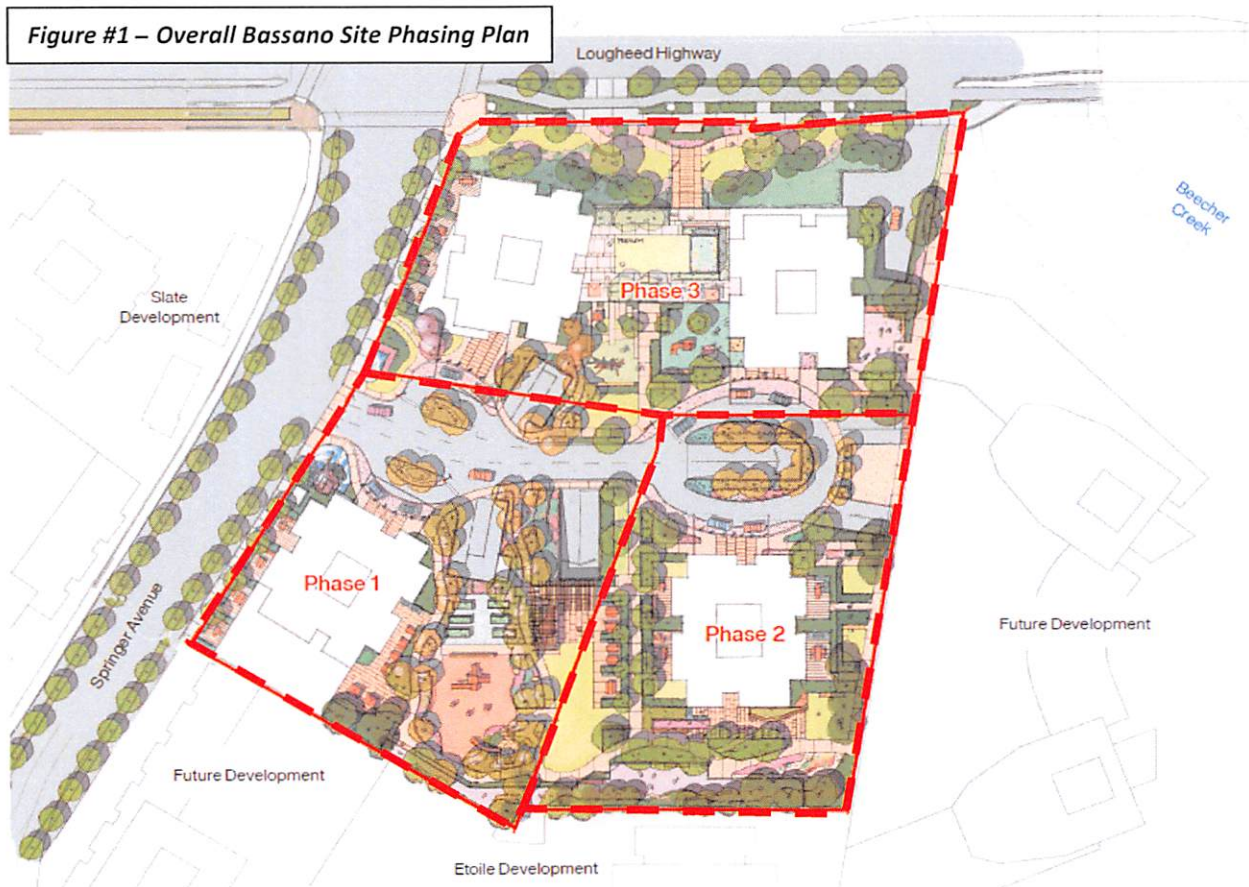 Figure #1 – Overall Bassano Site Phasing Plan
Lougheed Highway
Beecher
Creek
Slate
Development
Phase 3
Phase 1
Phase 2
Springer Avenue
Future Development
Future Development
Etoile Development